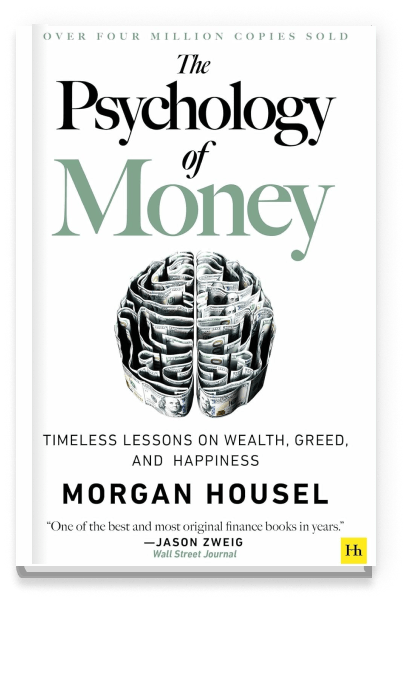 OVER FOUR MILLION COPIES SOLD
The
Psychology
of
Money
TIMELESS LESSONS ON WEALTH, GREED,
AND HAPPINESS
MORGAN HOUSEL
“One of the best and most original finance books in years.”
—JASON ZWEIG
Wall Street Journal
Hh